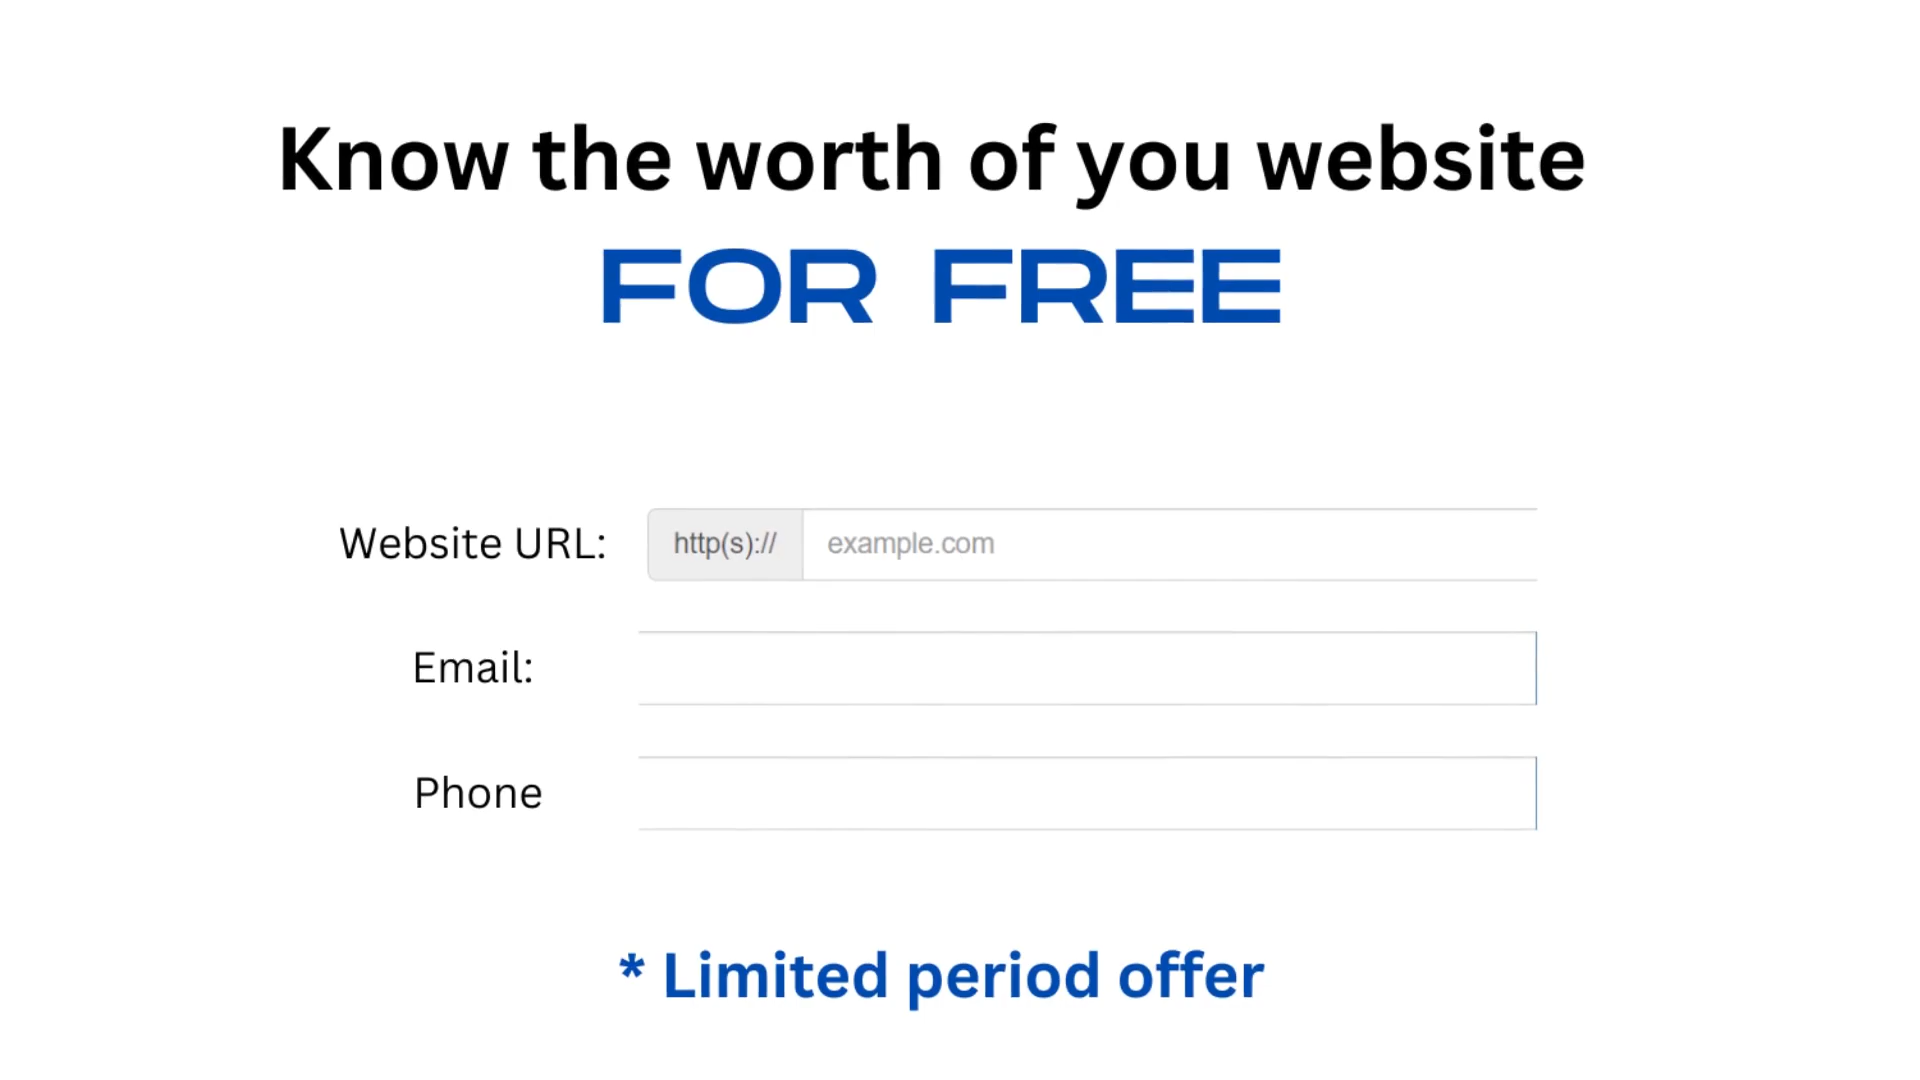 Know the worth of you website
FOR FREE
Website URL: http(s):// example.com
Email:
Phone
* Limited period offer